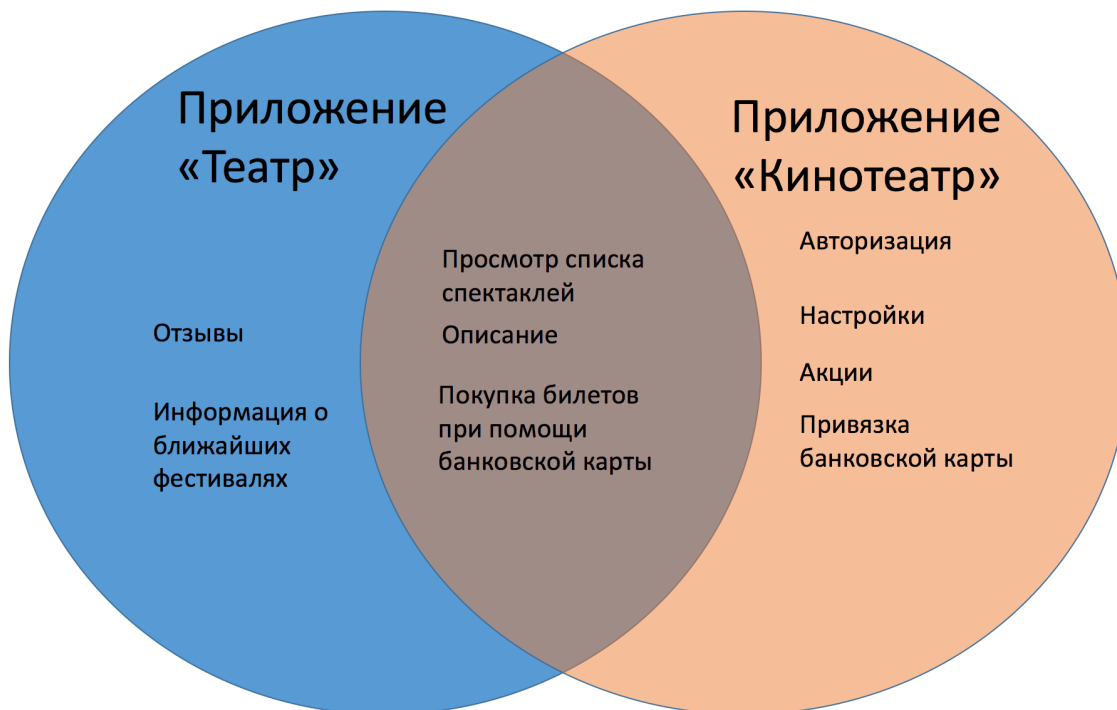 Приложение
«Театр»
Отзывы
Информация о
ближайших
фестивалях
Просмотр списка
спектаклей
Описание
Покупка билетов
при помощи
банковской карты
Приложение
«Кинотеатр»
Авторизация
Настройки
Акции
Привязка
банковской карты